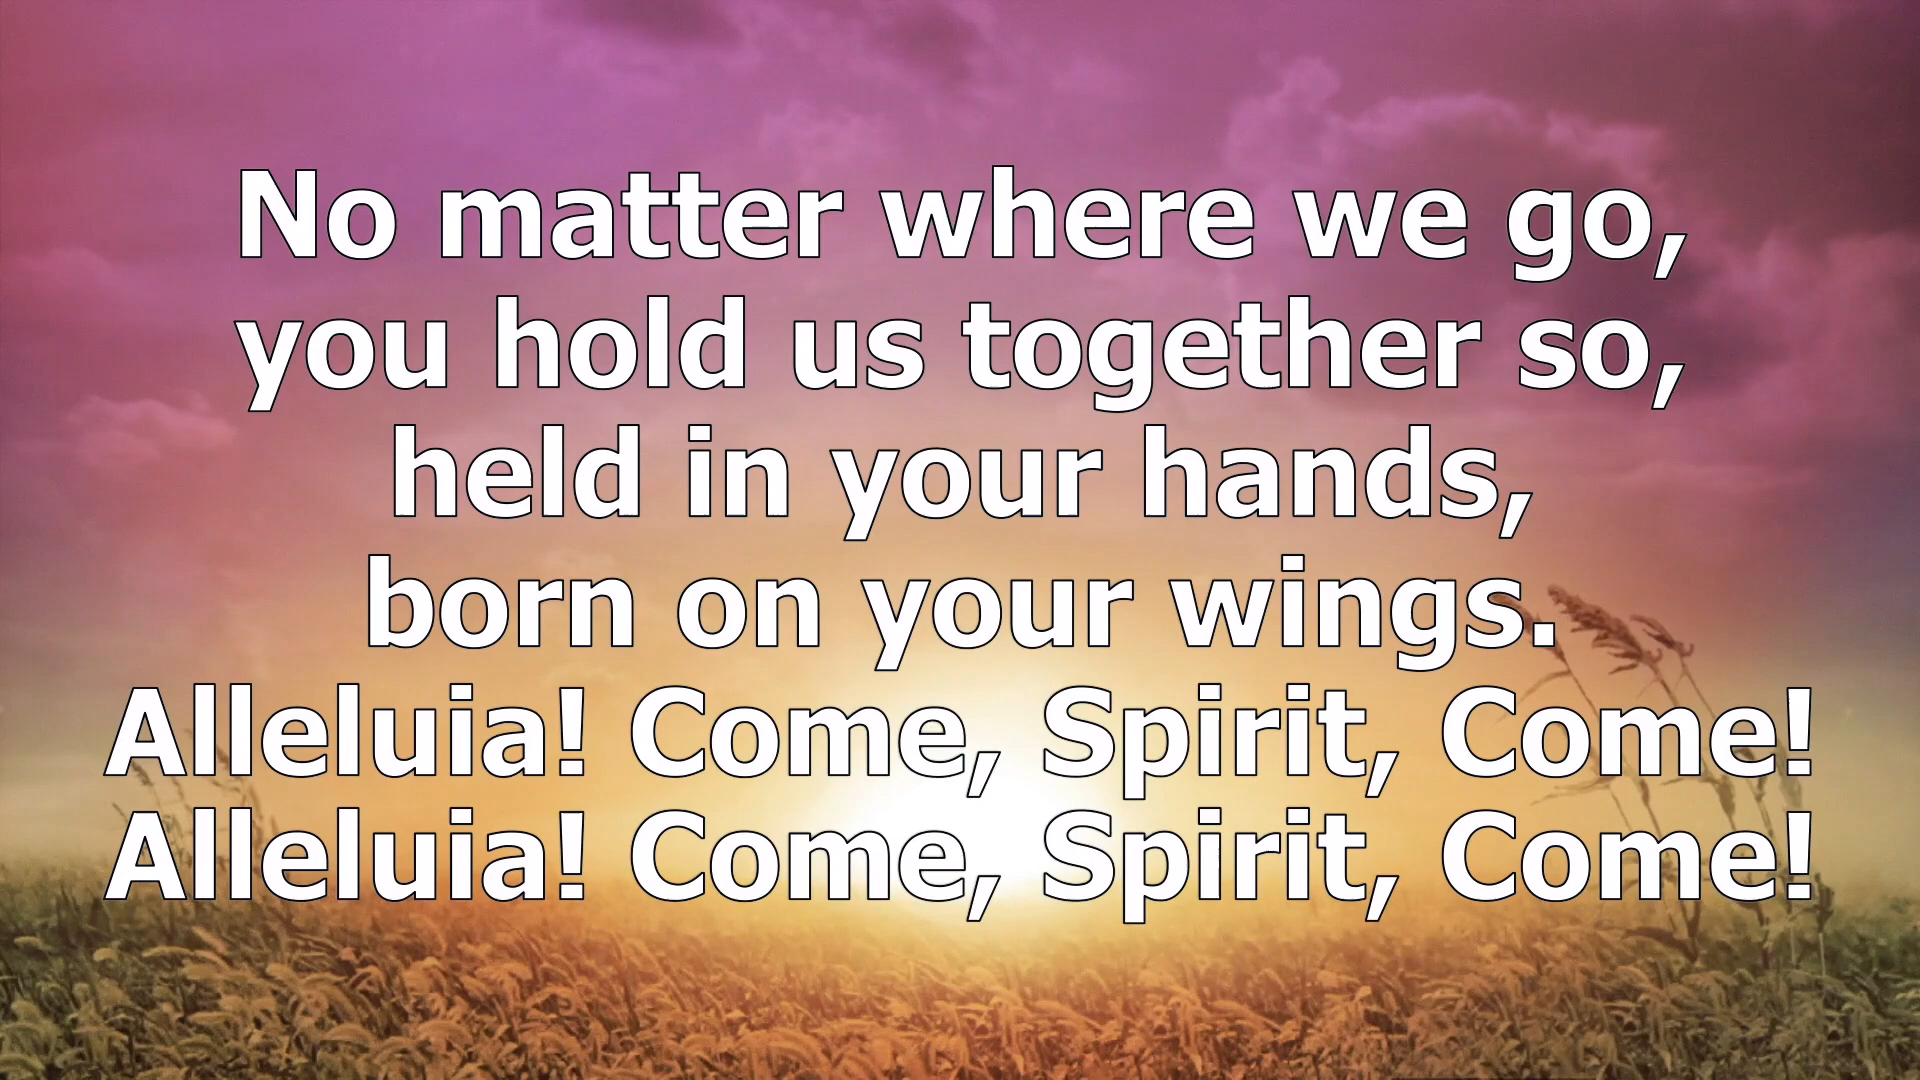 No matter where we go,
you hold us together so,
held in your hands,
born on your wings.
Alleluia! Come, Spirit, Come!
Alleluia! Come, Spirit, Come!